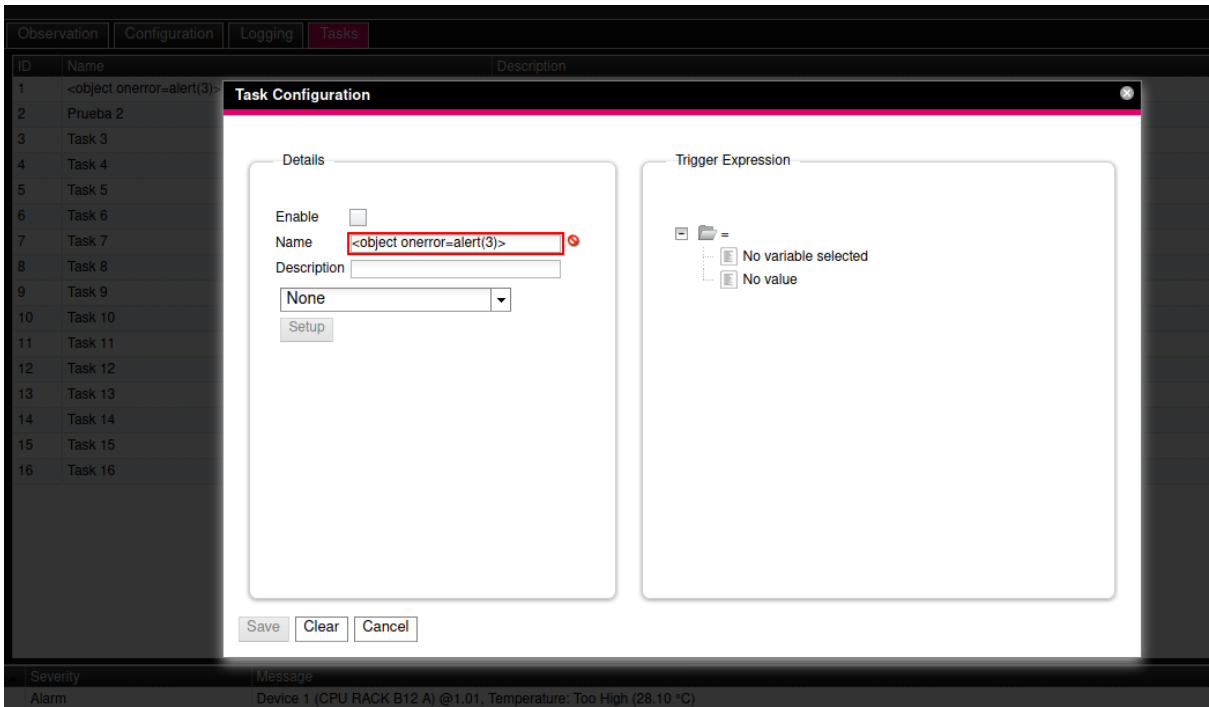 Observation Configuration Logging Tasks
ID Name Description
1 <object onerror=alert(3)>
2 Prueba 2
3 Task 3
4 Task 4
5 Task 5
6 Task 6
7 Task 7
8 Task 8
9 Task 9
10 Task 10
11 Task 11
12 Task 12
13 Task 13
14 Task 14
15 Task 15
16 Task 16
Task Configuration
Details
Enable
Name <object onerror=alert(3)>
Description
None
Setup
Trigger Expression
=
No variable selected
No value
Save Clear Cancel
Severity Message
Alarm Device 1 (CPU RACK B12 A) @1.01, Temperature: Too High (28.10 °C)